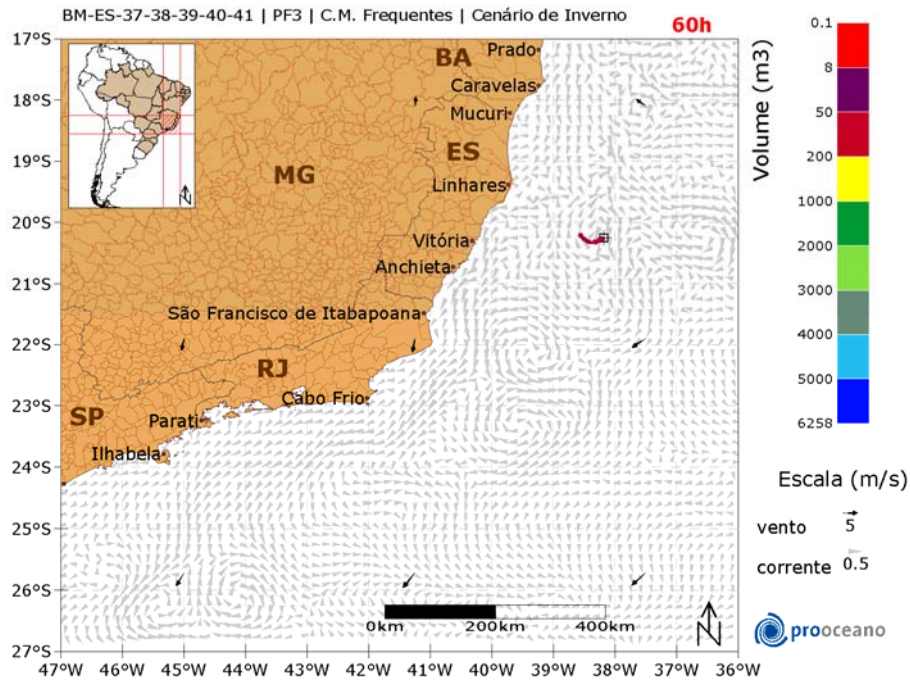 BM-ES-37-38-39-40-41 | PF3 | C.M. Frequentes | Cenário de Inverno
60h
17°S
18°S
19°S
20°S
21°S
22°S
23°S
24°S
25°S
26°S
27°S
47°W 46°W 45°W 44°W 43°W 42°W 41°W 40°W 39°W 38°W 37°W 36°W
BA
Prado
Caravelas
Mucuri
ES
MG
Linhares
Vitória
Anchieta
São Francisco de Itabapoana
RJ
Cabo Frio
SP
Parati
Ilhabela
N
0km 200km 400km
N
Volume (m3)
0.1
8
50
200
1000
2000
3000
4000
5000
6258
Escala (m/s)
vento 5
corrente 0.5
prooceano